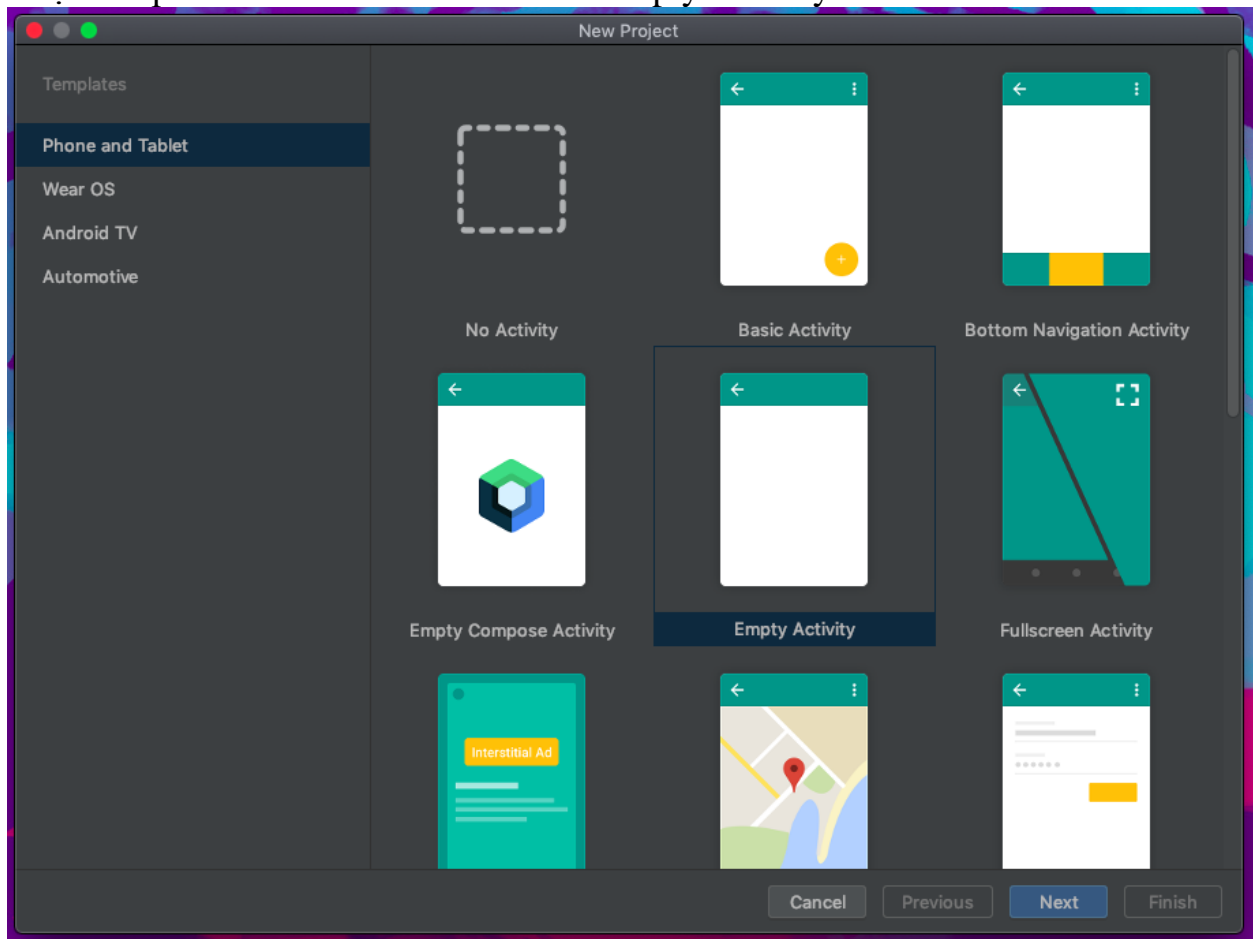 New Project
Templates
Phone and Tablet
Wear OS
Android TV
Automotive
No Activity
Basic Activity
Bottom Navigation Activity
Empty Compose Activity
Empty Activity
Fullscreen Activity
Interstitial Ad
Cancel
Previous
Next
Finish